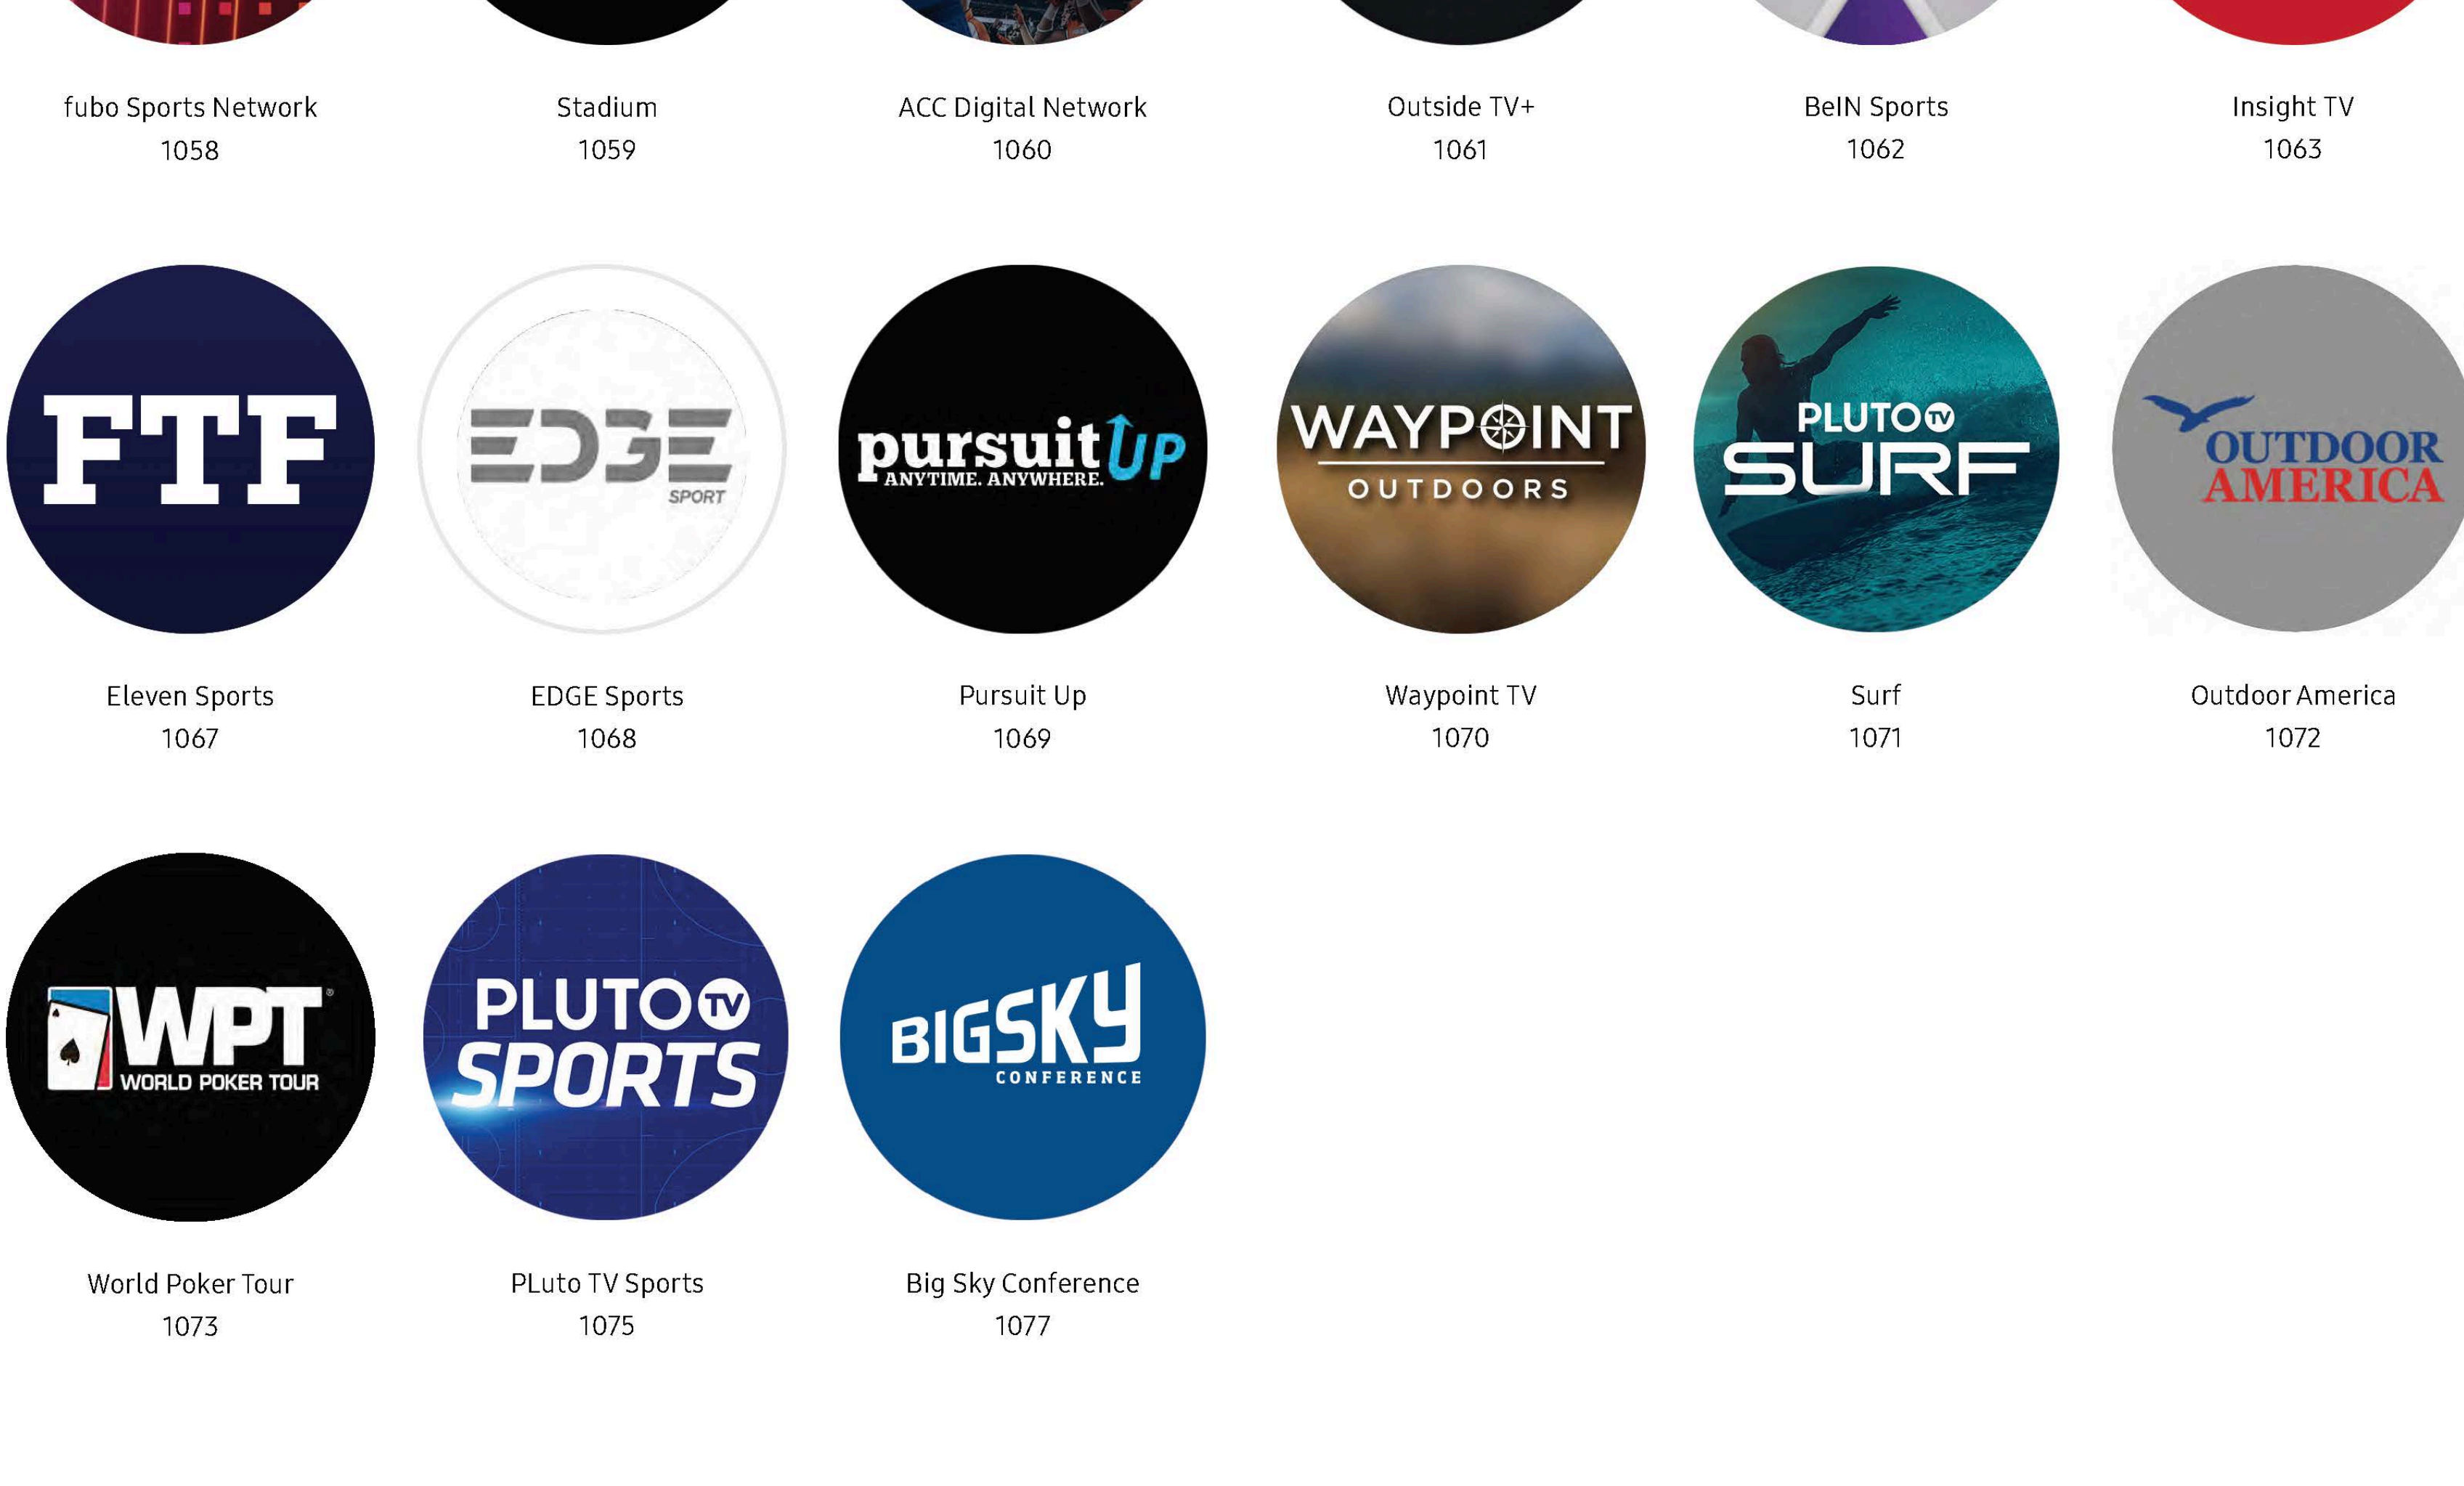 fubo Sports Network
1058
Stadium
1059
ACC Digital Network
1060
Outside TV+
1061
BeIN Sports
1062
Insight TV
1063
FTF
EDGE
SPORT
pursuit UP
ANYTIME. ANYWHERE.
WAYPOINT
OUTDOORS
PLUTO TV
SURF
OUTDOOR
AMERICA
Eleven Sports
1067
EDGE Sports
1068
Pursuit Up
1069
Waypoint TV
1070
Surf
1071
Outdoor America
1072
WPT®
WORLD POKER TOUR
PLUTO TV
SPORTS
BIGSKY
CONFERENCE
World Poker Tour
1073
PLuto TV Sports
1075
Big Sky Conference
1077